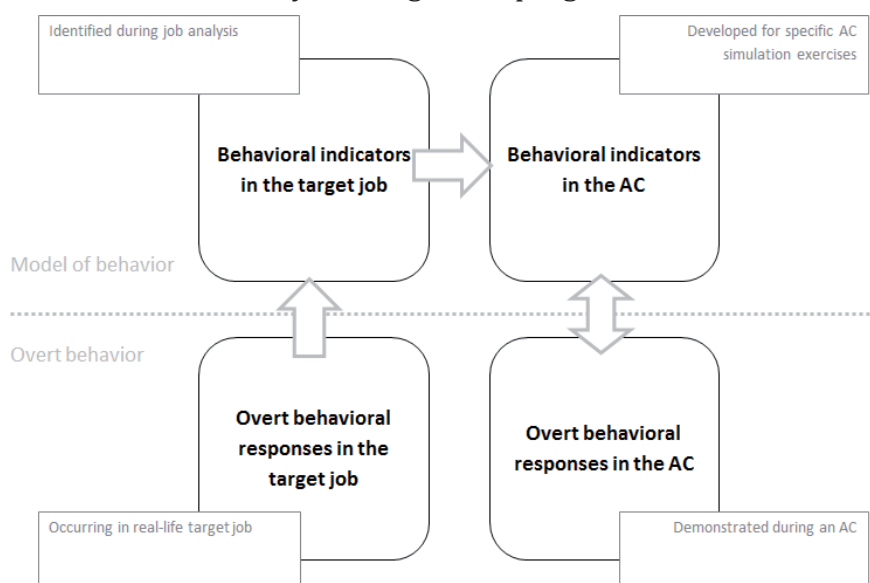 Identified during job analysis
Developed for specific AC
simulation exercises
Behavioral indicators
in the target job
Behavioral indicators
in the AC
Model of behavior
Overt behavior
Overt behavioral
responses in the
target job
Overt behavioral
responses in the AC
Occurring in real-life target job
Demonstrated during an AC